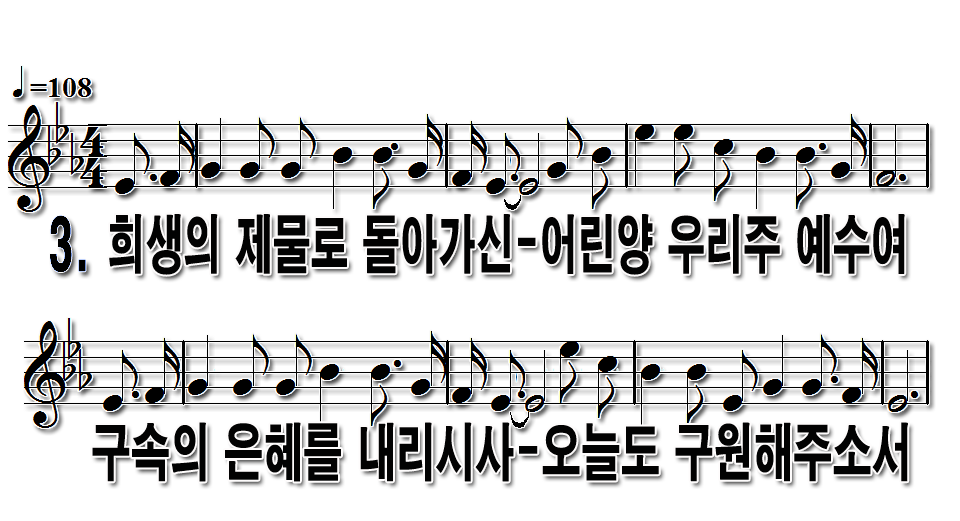 ♩=108
4/4
3. 희생의 제물로 돌아가신-어린양 우리주 예수여
구속의 은혜를 내리시사-오늘도 구원해주소서